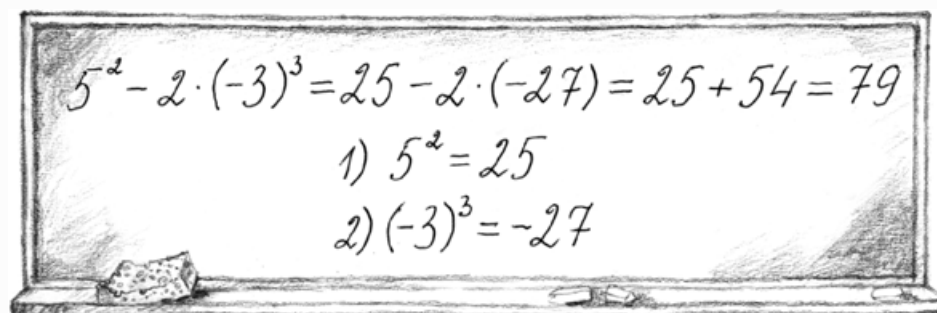 5² - 2·(-3)³ = 25 - 2·(-27) = 25 + 54 = 79
1) 5² = 25
2) (-3)³ = -27